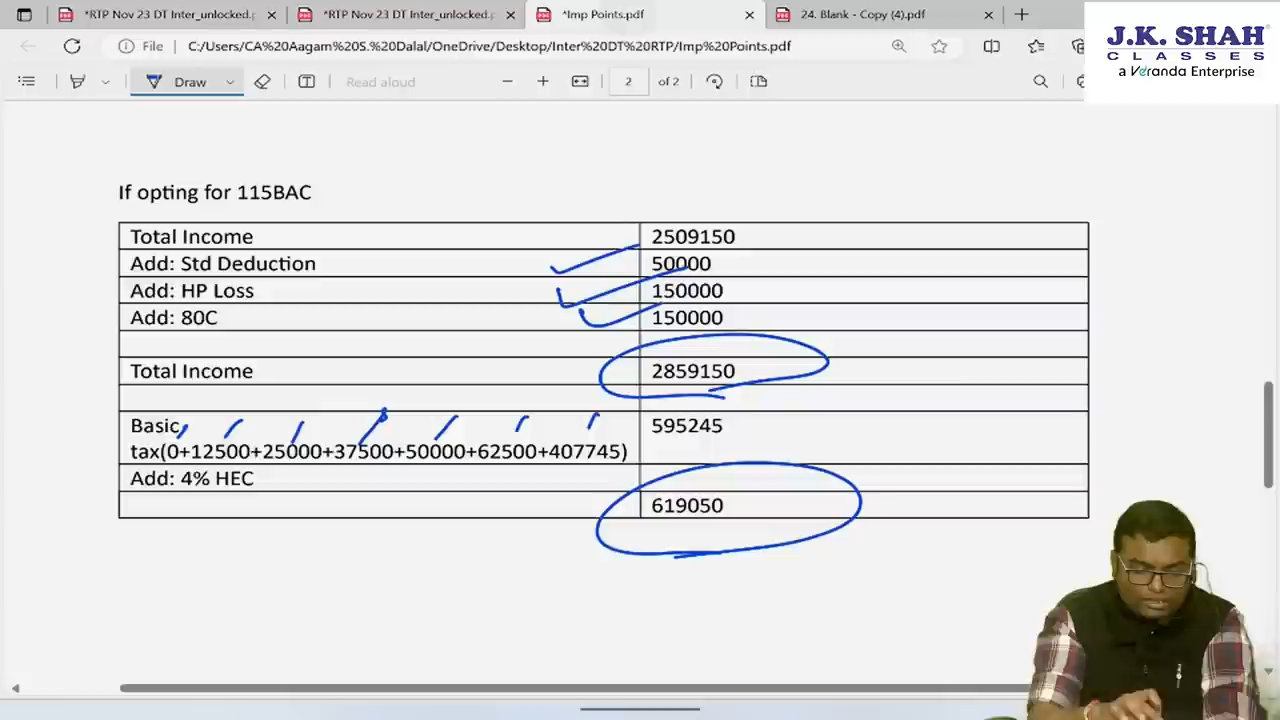 *RTP Nov 23 DT Inter_unlocked.p
*RTP Nov 23 DT Inter_unlocked.p
*Imp Points.pdf
24. Blank - Copy (4).pdf
J.K. SHAH
CLASSES
a Veranda Enterprise
File C:/Users/CA%20Aagam%20S.%20Dalal/OneDrive/Desktop/Inter%20DT%20RTP/Imp%20Points.pdf
Draw
Read aloud
2 of 2
If opting for 115BAC
Total Income 2509150
Add: Std Deduction 50000
Add: HP Loss 150000
Add: 80C 150000
Total Income 2859150
Basic 595245
tax(0+12500+25000+37500+50000+62500+407745)
Add: 4% HEC
619050